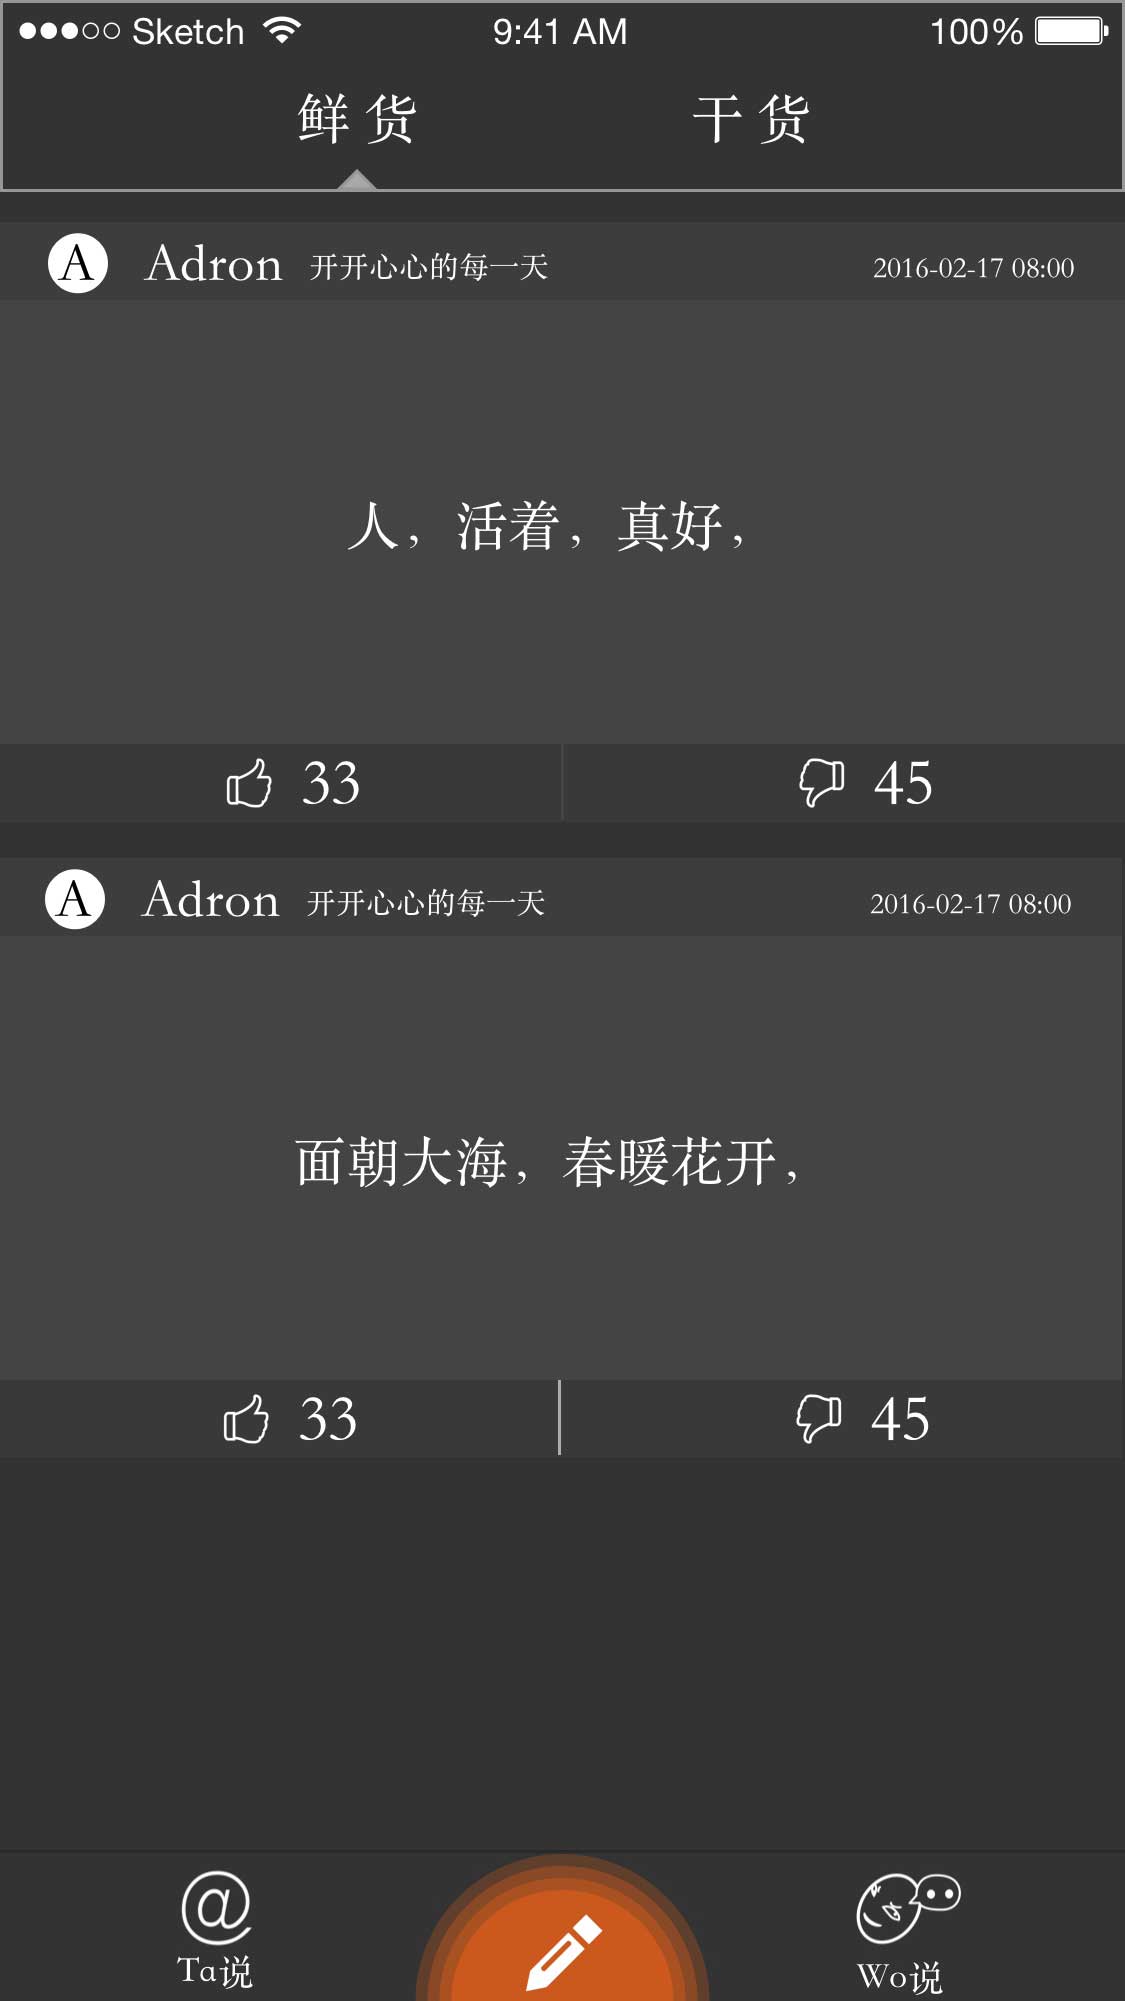 Sketch 9:41 AM 100%
鲜货 干货
A Adron 开开心心的每一天 2016-02-17 08:00
人，活着，真好，
33 45
A Adron 开开心心的每一天 2016-02-17 08:00
面朝大海，春暖花开，
33 45
@
Ta说 Wo说